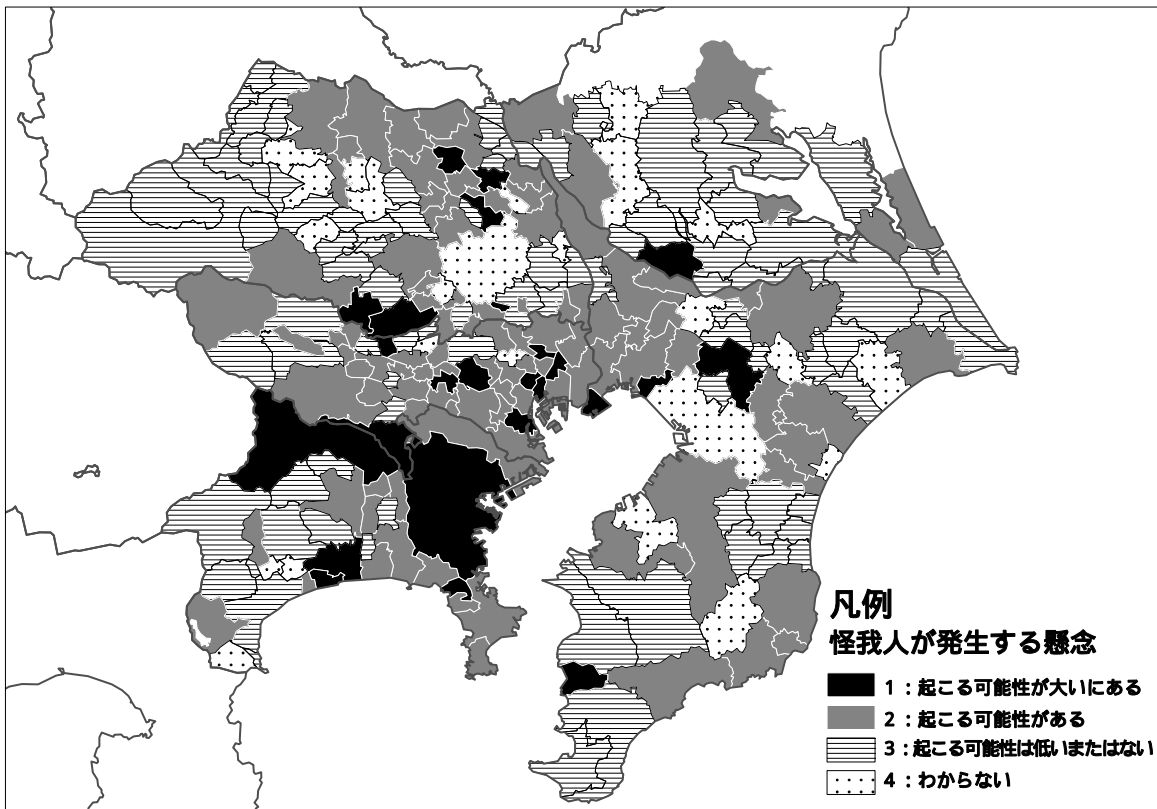 凡例
怪我人が発生する懸念
1：起こる可能性が大いにある
2：起こる可能性がある
3：起こる可能性は低いまたはない
4：わからない